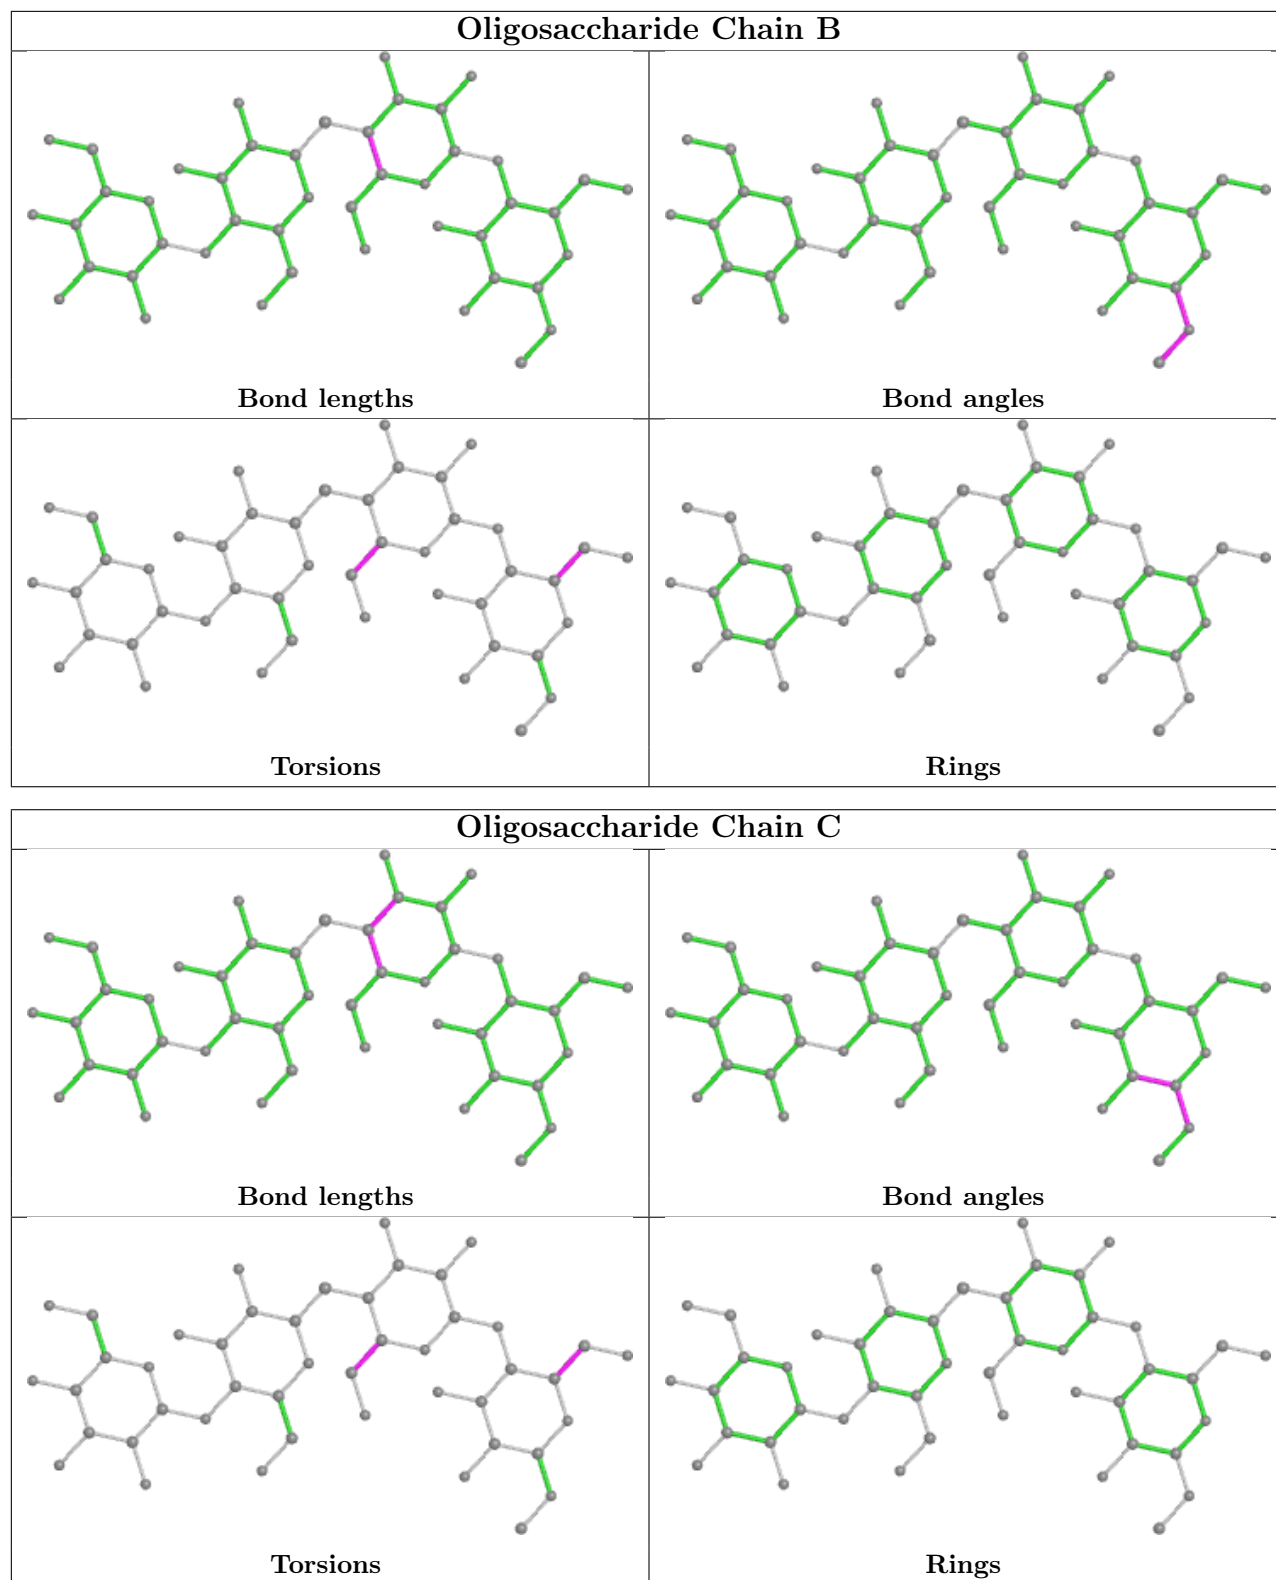 Oligosaccharide Chain B
Bond lengths
Bond angles
Torsions
Rings
Oligosaccharide Chain C
Bond lengths
Bond angles
Torsions
Rings